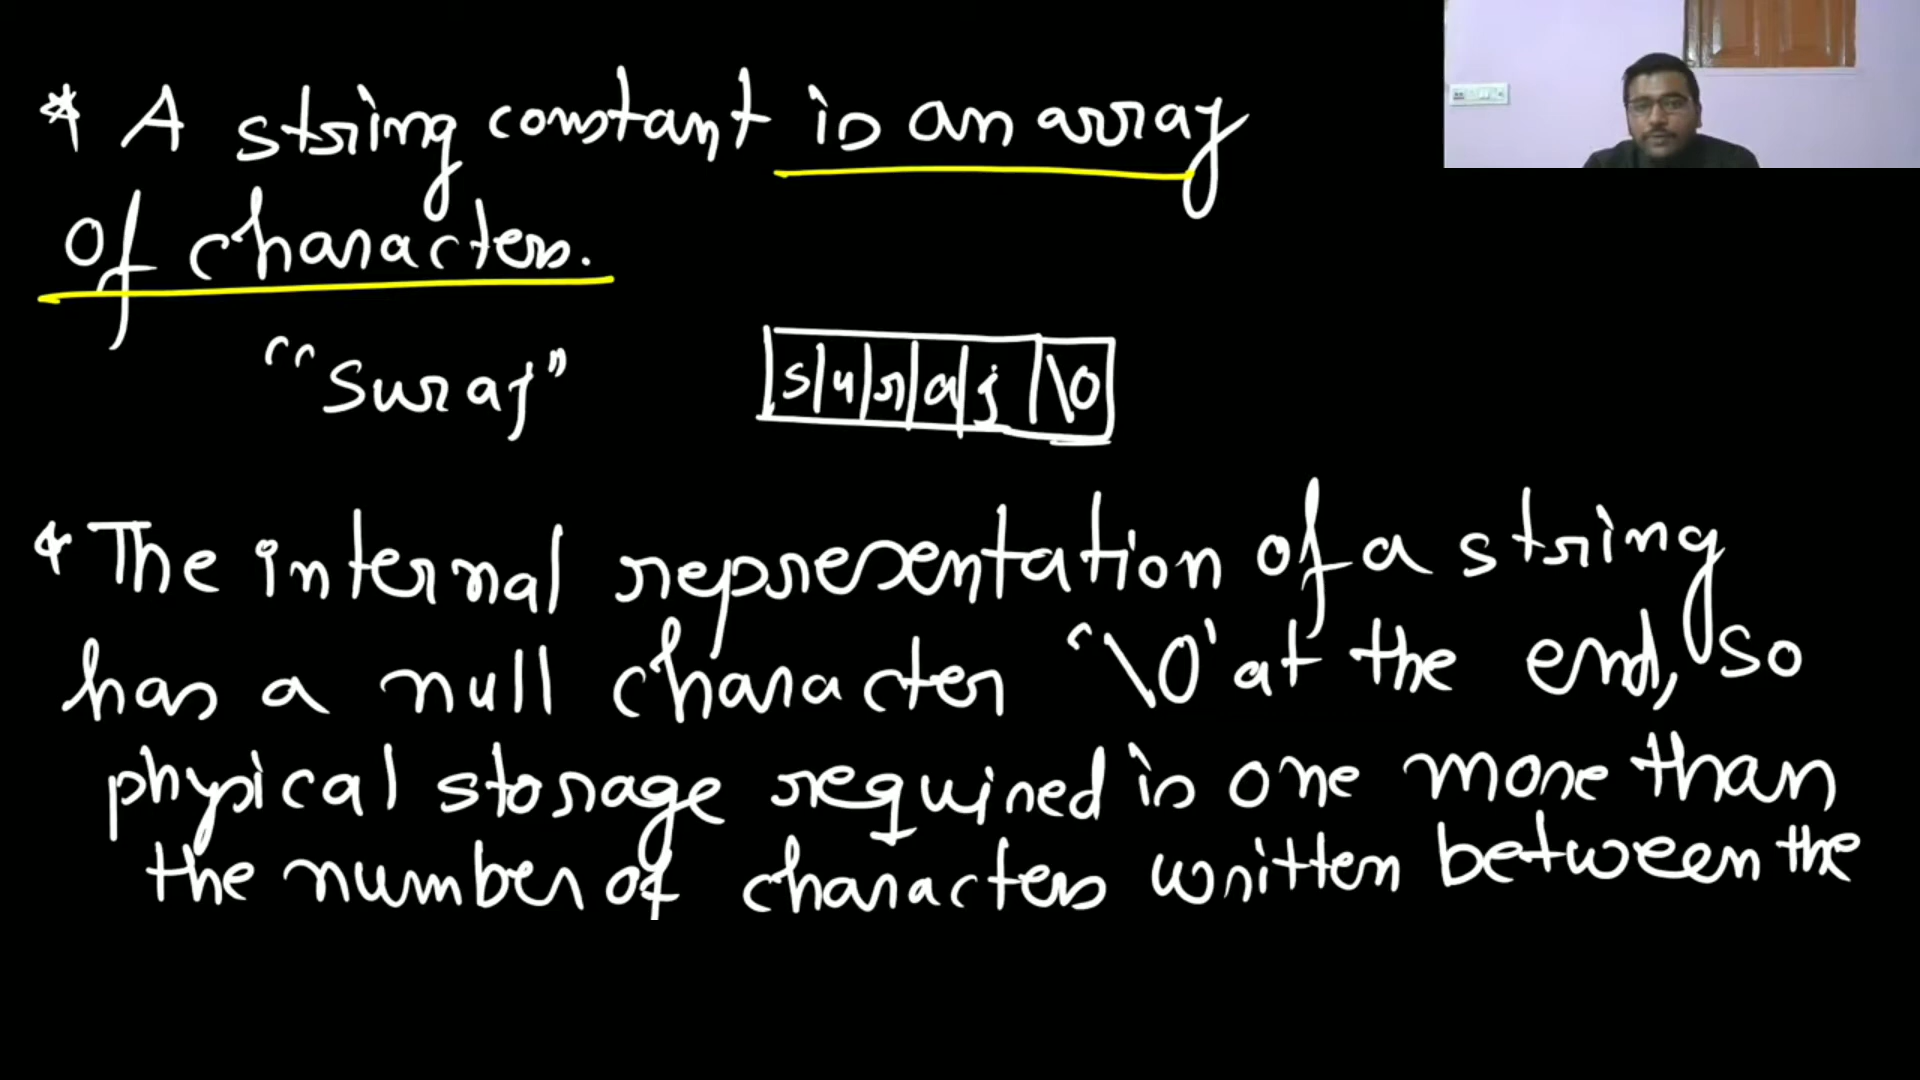 * A string constant is an array
of characters.
"Suraj" s u r a j \0
* The internal representation of a string
has a null character '\0' at the end, so
physical storage required is one more than
the number of characters written between the